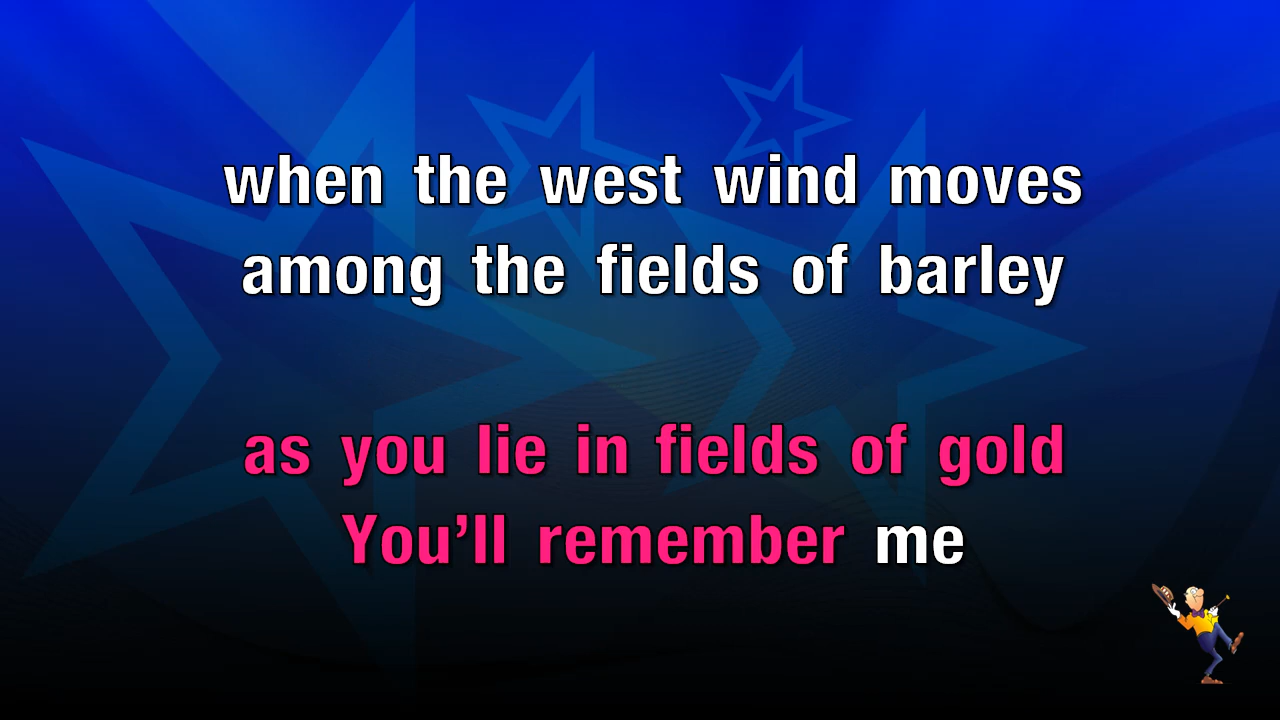 when the west wind moves
among the fields of barley
as you lie in fields of gold
You'll remember me